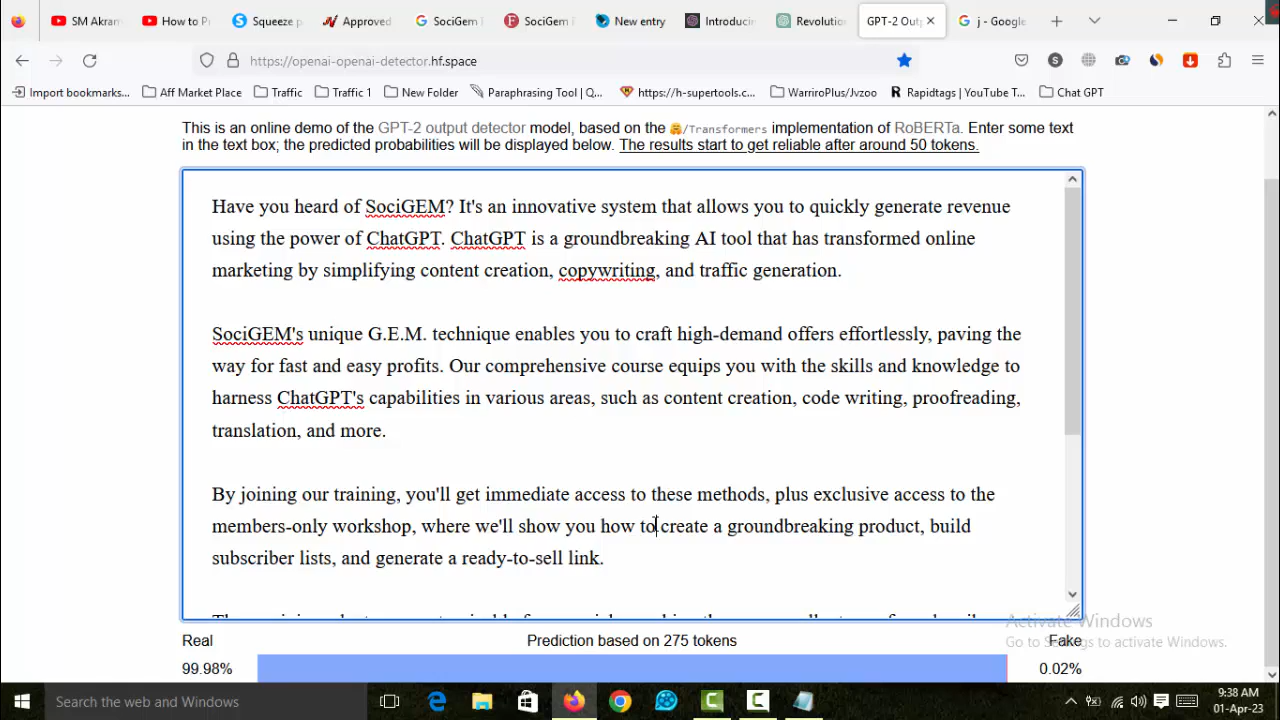 SM Akram
How to P
Squeeze p
Approved
SociGem
SociGem
New entry
Introducin
Revolution
GPT-2 Out
j - Google
https://openai-openai-detector.hf.space
Import bookmarks...
Aff Market Place
Traffic
Traffic 1
New Folder
Paraphrasing Tool | Q...
https://h-supertools.c...
WarriroPlus/Jvzoo
Rapidtags | YouTube T...
Chat GPT
This is an online demo of the GPT-2 output detector model, based on the 🤗/Transformers implementation of RoBERTa. Enter some text
in the text box; the predicted probabilities will be displayed below. The results start to get reliable after around 50 tokens.
Have you heard of SociGEM? It's an innovative system that allows you to quickly generate revenue
using the power of ChatGPT. ChatGPT is a groundbreaking AI tool that has transformed online
marketing by simplifying content creation, copywriting, and traffic generation.
SociGEM's unique G.E.M. technique enables you to craft high-demand offers effortlessly, paving the
way for fast and easy profits. Our comprehensive course equips you with the skills and knowledge to
harness ChatGPT's capabilities in various areas, such as content creation, code writing, proofreading,
translation, and more.
By joining our training, you'll get immediate access to these methods, plus exclusive access to the
members-only workshop, where we'll show you how to create a groundbreaking product, build
subscriber lists, and generate a ready-to-sell link.
Activate Windows
Go to Settings to activate Windows.
Real
Prediction based on 275 tokens
Fake
99.98%
0.02%
Search the web and Windows
9:38 AM
01-Apr-23